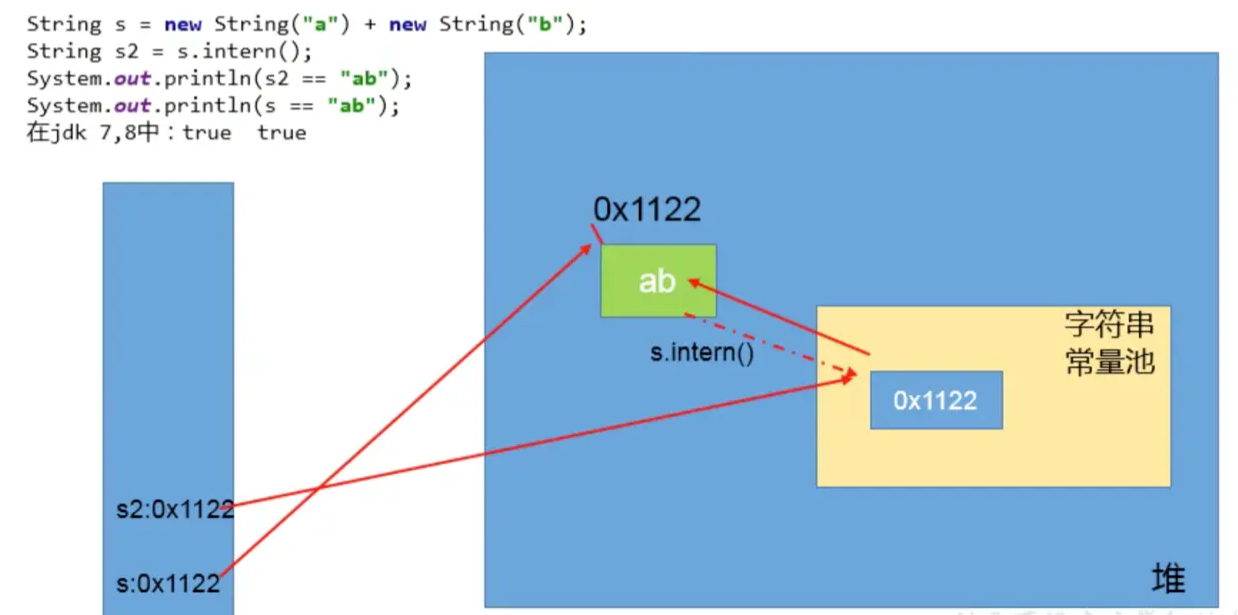 String s = new String("a") + new String("b");
String s2 = s.intern();
System.out.println(s2 == "ab");
System.out.println(s == "ab");
在jdk 7,8中：true  true
0x1122
ab
s.intern()
字符串
常量池
0x1122
s2:0x1122
s:0x1122
堆